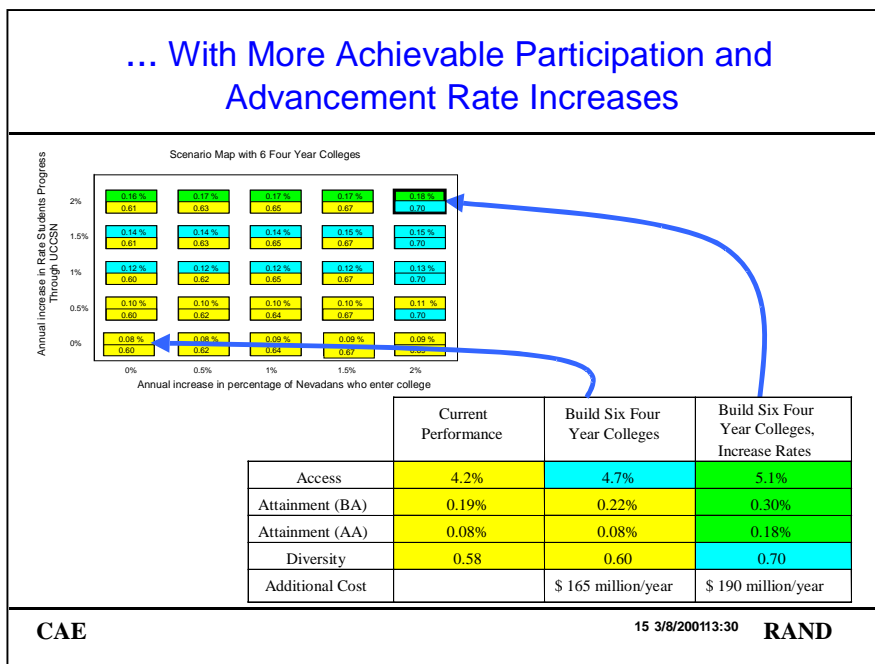 ... With More Achievable Participation and
Advancement Rate Increases
Scenario Map with 6 Four Year Colleges
Annual increase in Rate Students Progress
Through UCCSN
2% 0.16 % 0.17 % 0.17 % 0.17 % 0.18 %
0.61 0.63 0.65 0.67 0.70
1.5% 0.14 % 0.14 % 0.14 % 0.15 % 0.15 %
0.61 0.63 0.65 0.67 0.70
1% 0.12 % 0.12 % 0.12 % 0.12 % 0.13 %
0.60 0.62 0.65 0.67 0.70
0.5% 0.10 % 0.10 % 0.10 % 0.10 % 0.11 %
0.60 0.62 0.64 0.67 0.70
0% 0.08 % 0.08 % 0.09 % 0.09 % 0.09 %
0.60 0.62 0.64 0.67
0% 0.5% 1% 1.5% 2%
Annual increase in percentage of Nevadans who enter college
Current
Performance
Build Six Four
Year Colleges
Build Six Four
Year Colleges,
Increase Rates
Access 4.2% 4.7% 5.1%
Attainment (BA) 0.19% 0.22% 0.30%
Attainment (AA) 0.08% 0.08% 0.18%
Diversity 0.58 0.60 0.70
Additional Cost $ 165 million/year $ 190 million/year
CAE 15 3/8/200113:30 RAND